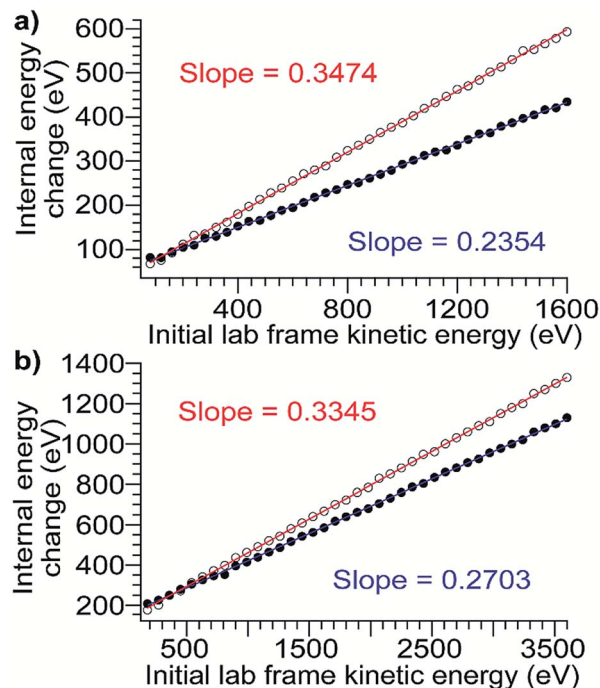 a)
600
500
400
300
200
100
Internal energy
change (eV)
Slope = 0.3474
Slope = 0.2354
400
800
1200
1600
Initial lab frame kinetic energy (eV)
b)
1400
1200
1000
800
600
400
200
Internal energy
change (eV)
Slope = 0.3345
Slope = 0.2703
500
1500
2500
3500
Initial lab frame kinetic energy (eV)